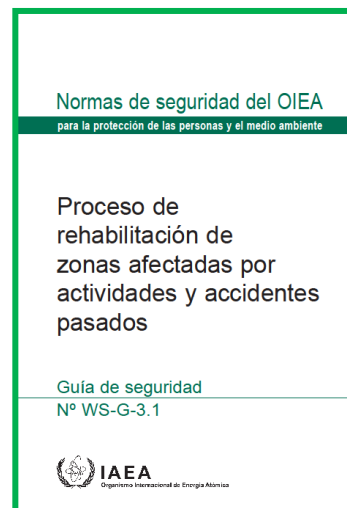 Normas de seguridad del OIEA
para la protección de las personas y el medio ambiente
Proceso de
rehabilitación de
zonas afectadas por
actividades y accidentes
pasados
Guía de seguridad
Nº WS-G-3.1
IAEA
Organismo Internacional de Energía Atómica